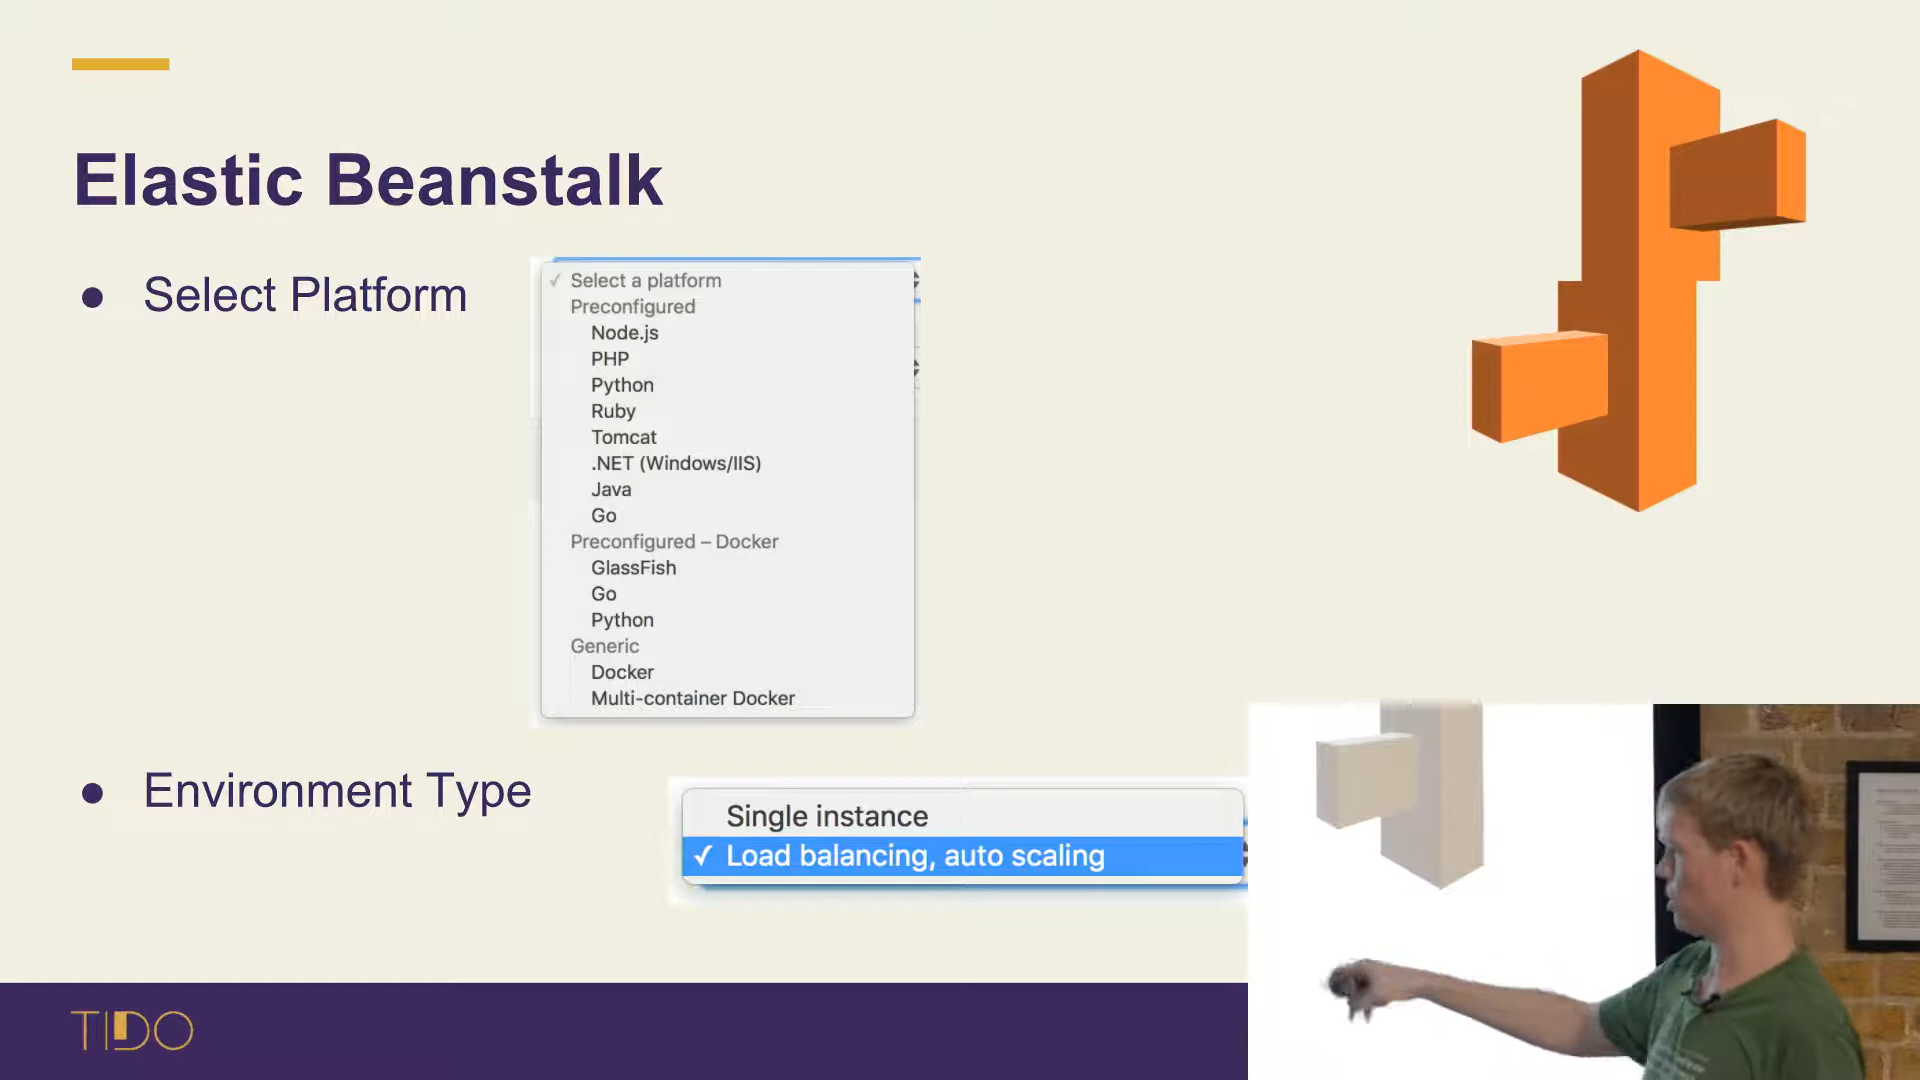 Elastic Beanstalk
● Select Platform
✓ Select a platform
Preconfigured
Node.js
PHP
Python
Ruby
Tomcat
.NET (Windows/IIS)
Java
Go
Preconfigured – Docker
GlassFish
Go
Python
Generic
Docker
Multi-container Docker
● Environment Type
Single instance
✓ Load balancing, auto scaling
TIDO